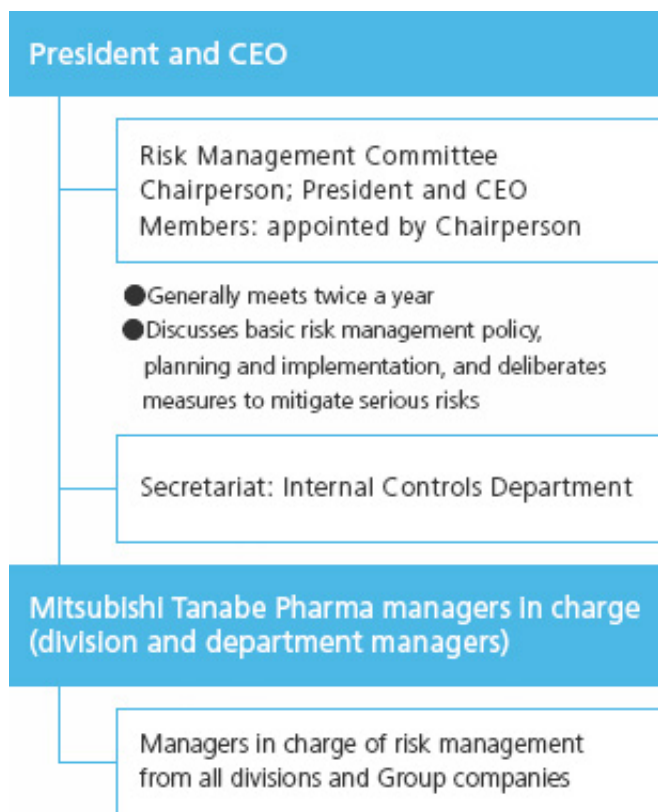 President and CEO
Risk Management Committee
Chairperson; President and CEO
Members: appointed by Chairperson
●Generally meets twice a year
●Discusses basic risk management policy,
planning and implementation, and deliberates
measures to mitigate serious risks
Secretariat: Internal Controls Department
Mitsubishi Tanabe Pharma managers in charge
(division and department managers)
Managers in charge of risk management
from all divisions and Group companies